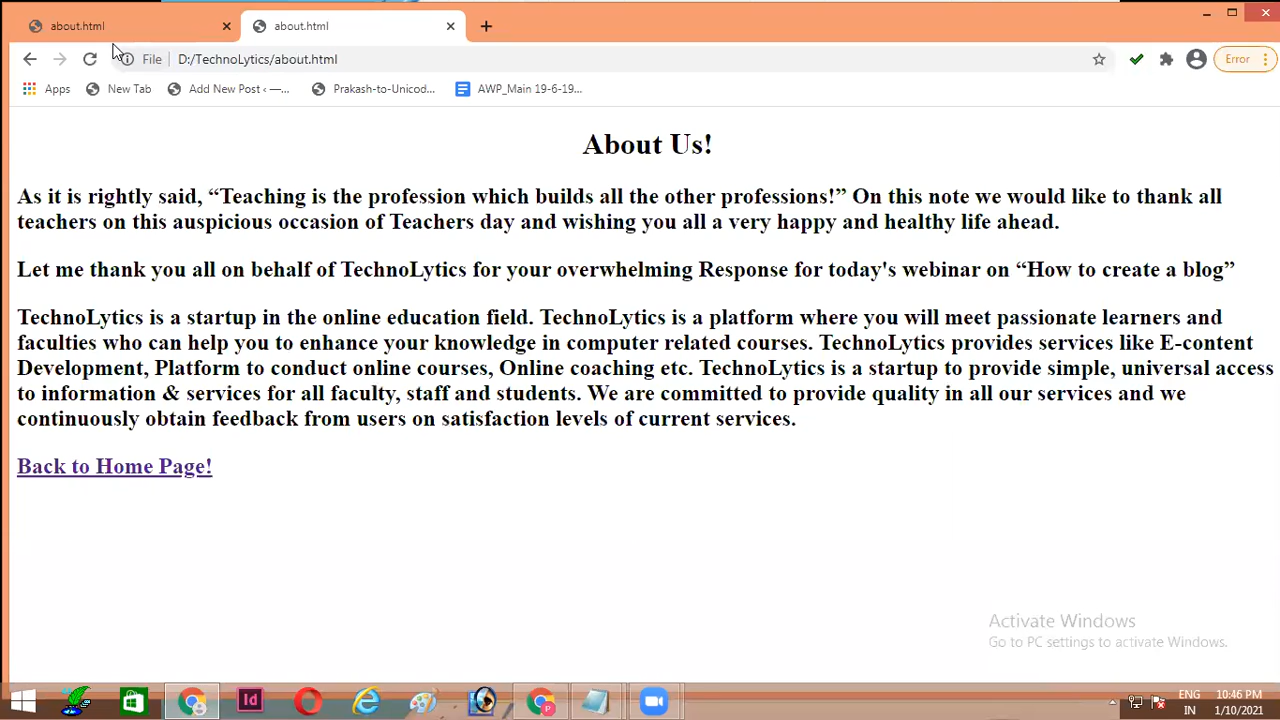 about.html
about.html
File
D:/TechnoLytics/about.html
Error
Apps
New Tab
Add New Post ‹ —...
Prakash-to-Unicod...
AWP_Main 19-6-19...
About Us!
As it is rightly said, “Teaching is the profession which builds all the other professions!” On this note we would like to thank all
teachers on this auspicious occasion of Teachers day and wishing you all a very happy and healthy life ahead.
Let me thank you all on behalf of TechnoLytics for your overwhelming Response for today's webinar on “How to create a blog”
TechnoLytics is a startup in the online education field. TechnoLytics is a platform where you will meet passionate learners and
faculties who can help you to enhance your knowledge in computer related courses. TechnoLytics provides services like E-content
Development, Platform to conduct online courses, Online coaching etc. TechnoLytics is a startup to provide simple, universal access
to information & services for all faculty, staff and students. We are committed to provide quality in all our services and we
continuously obtain feedback from users on satisfaction levels of current services.
Back to Home Page!
Activate Windows
Go to PC settings to activate Windows.
Id
P
ENG
IN
10:46 PM
1/10/2021